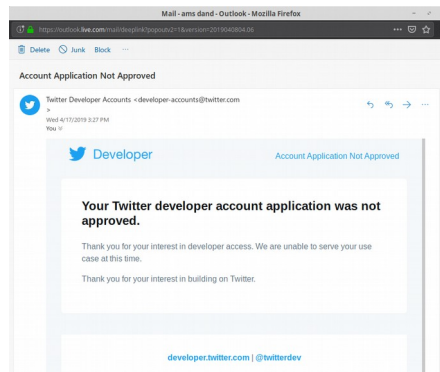 Mail - ams dand - Outlook - Mozilla Firefox
https://outlook.live.com/mail/deeplink?popoutv2=1&version=2019040804.06
Delete Junk Block
Account Application Not Approved
Twitter Developer Accounts <developer-accounts@twitter.com
>
Wed 4/17/2019 3:27 PM
You
Developer
Account Application Not Approved
Your Twitter developer account application was not
approved.
Thank you for your interest in developer access. We are unable to serve your use
case at this time.
Thank you for your interest in building on Twitter.
developer.twitter.com | @twitterdev